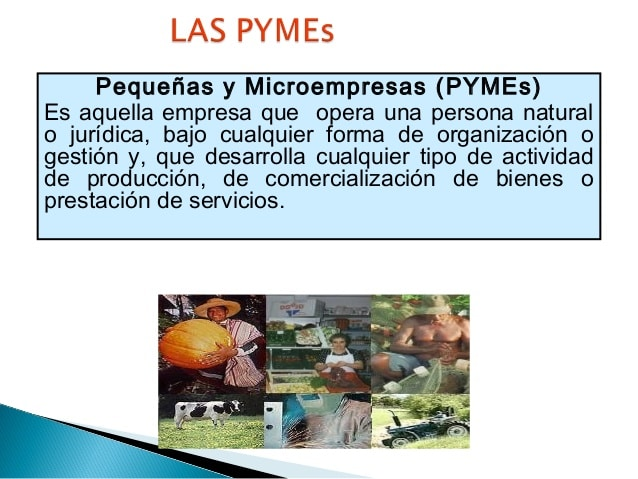 LAS PYMEs
Pequeñas y Microempresas (PYMEs)
Es aquella empresa que opera una persona natural
o jurídica, bajo cualquier forma de organización o
gestión y, que desarrolla cualquier tipo de actividad
de producción, de comercialización de bienes o
prestación de servicios.